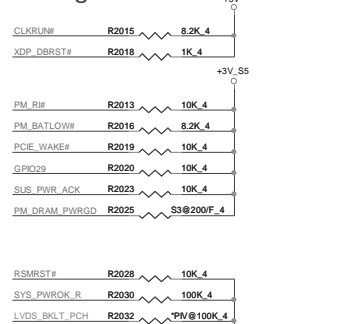 CLKRUN# R2015 8.2K_4
XDP_DBRST# R2018 1K_4
+3V_S5
PM_RI# R2013 10K_4
PM_BATLOW# R2016 8.2K_4
PCIE_WAKE# R2019 10K_4
GPIO29 R2020 10K_4
SUS_PWR_ACK R2023 10K_4
PM_DRAM_PWRGD R2025 S3@200/F_4
RSMRST# R2028 10K_4
SYS_PWROK_R R2030 100K_4
LVDS_BKLT_PCH R2032 *PIV@100K_4